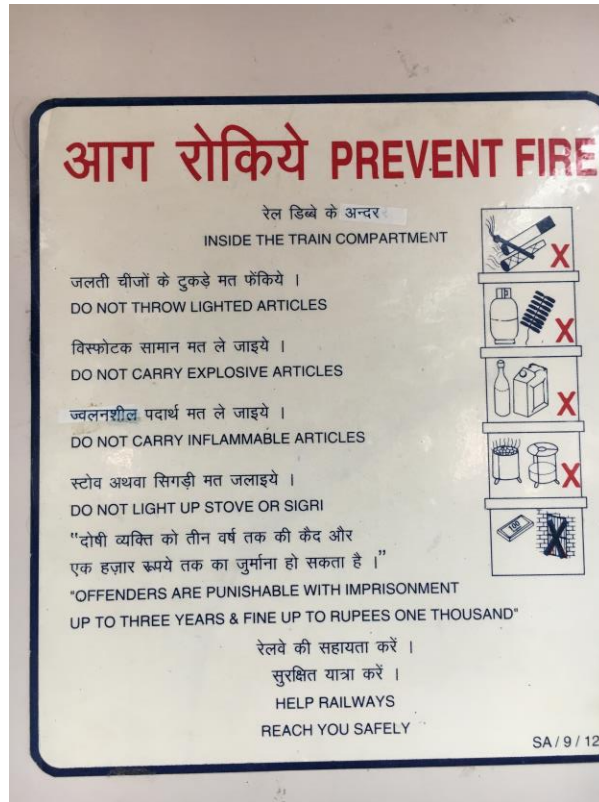 आग रोकिये PREVENT FIRE
रेल डिब्बे के अन्दर
INSIDE THE TRAIN COMPARTMENT
जलती चीजों के टुकड़े मत फेंकिये ।
DO NOT THROW LIGHTED ARTICLES
विस्फोटक सामान मत ले जाइये ।
DO NOT CARRY EXPLOSIVE ARTICLES
ज्वलनशील पदार्थ मत ले जाइये ।
DO NOT CARRY INFLAMMABLE ARTICLES
स्टोव अथवा सिगड़ी मत जलाइये ।
DO NOT LIGHT UP STOVE OR SIGRI
100
"दोषी व्यक्ति को तीन वर्ष तक की कैद और
एक हज़ार रूपये तक का जुर्माना हो सकता है ।"
"OFFENDERS ARE PUNISHABLE WITH IMPRISONMENT
UP TO THREE YEARS & FINE UP TO RUPEES ONE THOUSAND"
रेलवे की सहायता करें ।
सुरक्षित यात्रा करें ।
HELP RAILWAYS
REACH YOU SAFELY
SA / 9 / 12